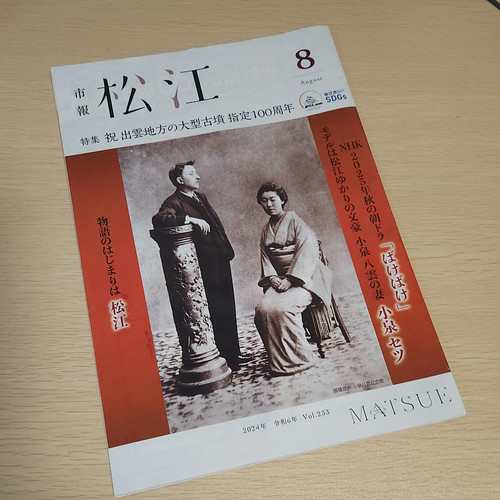 市報 松江
8
August
SDGs
特集 祝 出雲地方の大型古墳 指定100周年
NHK 2025年秋の朝ドラ「ばけばけ」
モデルは松江ゆかりの文豪 小泉 八雲の妻 小泉 セツ
物語のはじまりは 松江
2024年 令和6年 Vol.233
MATSUE